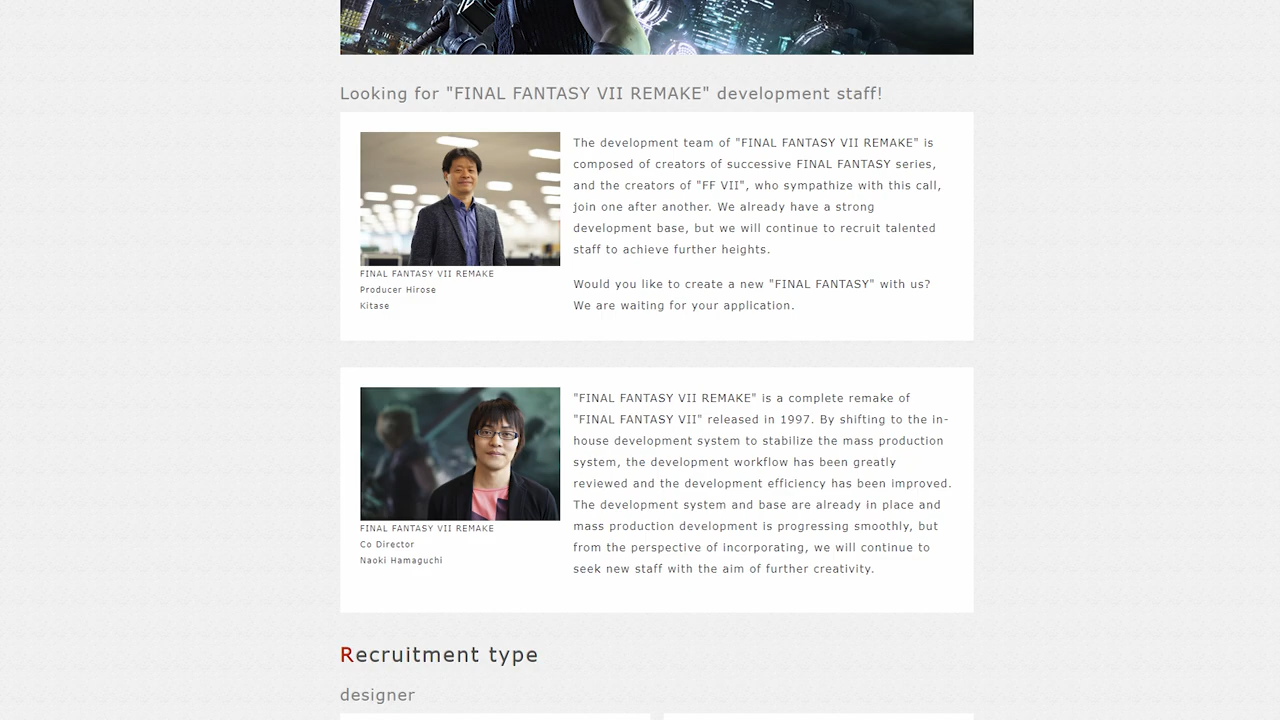 Looking for "FINAL FANTASY VII REMAKE" development staff!
FINAL FANTASY VII REMAKE
Producer Hirose
Kitase
The development team of "FINAL FANTASY VII REMAKE" is
composed of creators of successive FINAL FANTASY series,
and the creators of "FF VII", who sympathize with this call,
join one after another. We already have a strong
development base, but we will continue to recruit talented
staff to achieve further heights.
Would you like to create a new "FINAL FANTASY" with us?
We are waiting for your application.
FINAL FANTASY VII REMAKE
Co Director
Naoki Hamaguchi
"FINAL FANTASY VII REMAKE" is a complete remake of
"FINAL FANTASY VII" released in 1997. By shifting to the in-
house development system to stabilize the mass production
system, the development workflow has been greatly
reviewed and the development efficiency has been improved.
The development system and base are already in place and
mass production development is progressing smoothly, but
from the perspective of incorporating, we will continue to
seek new staff with the aim of further creativity.
Recruitment type
designer